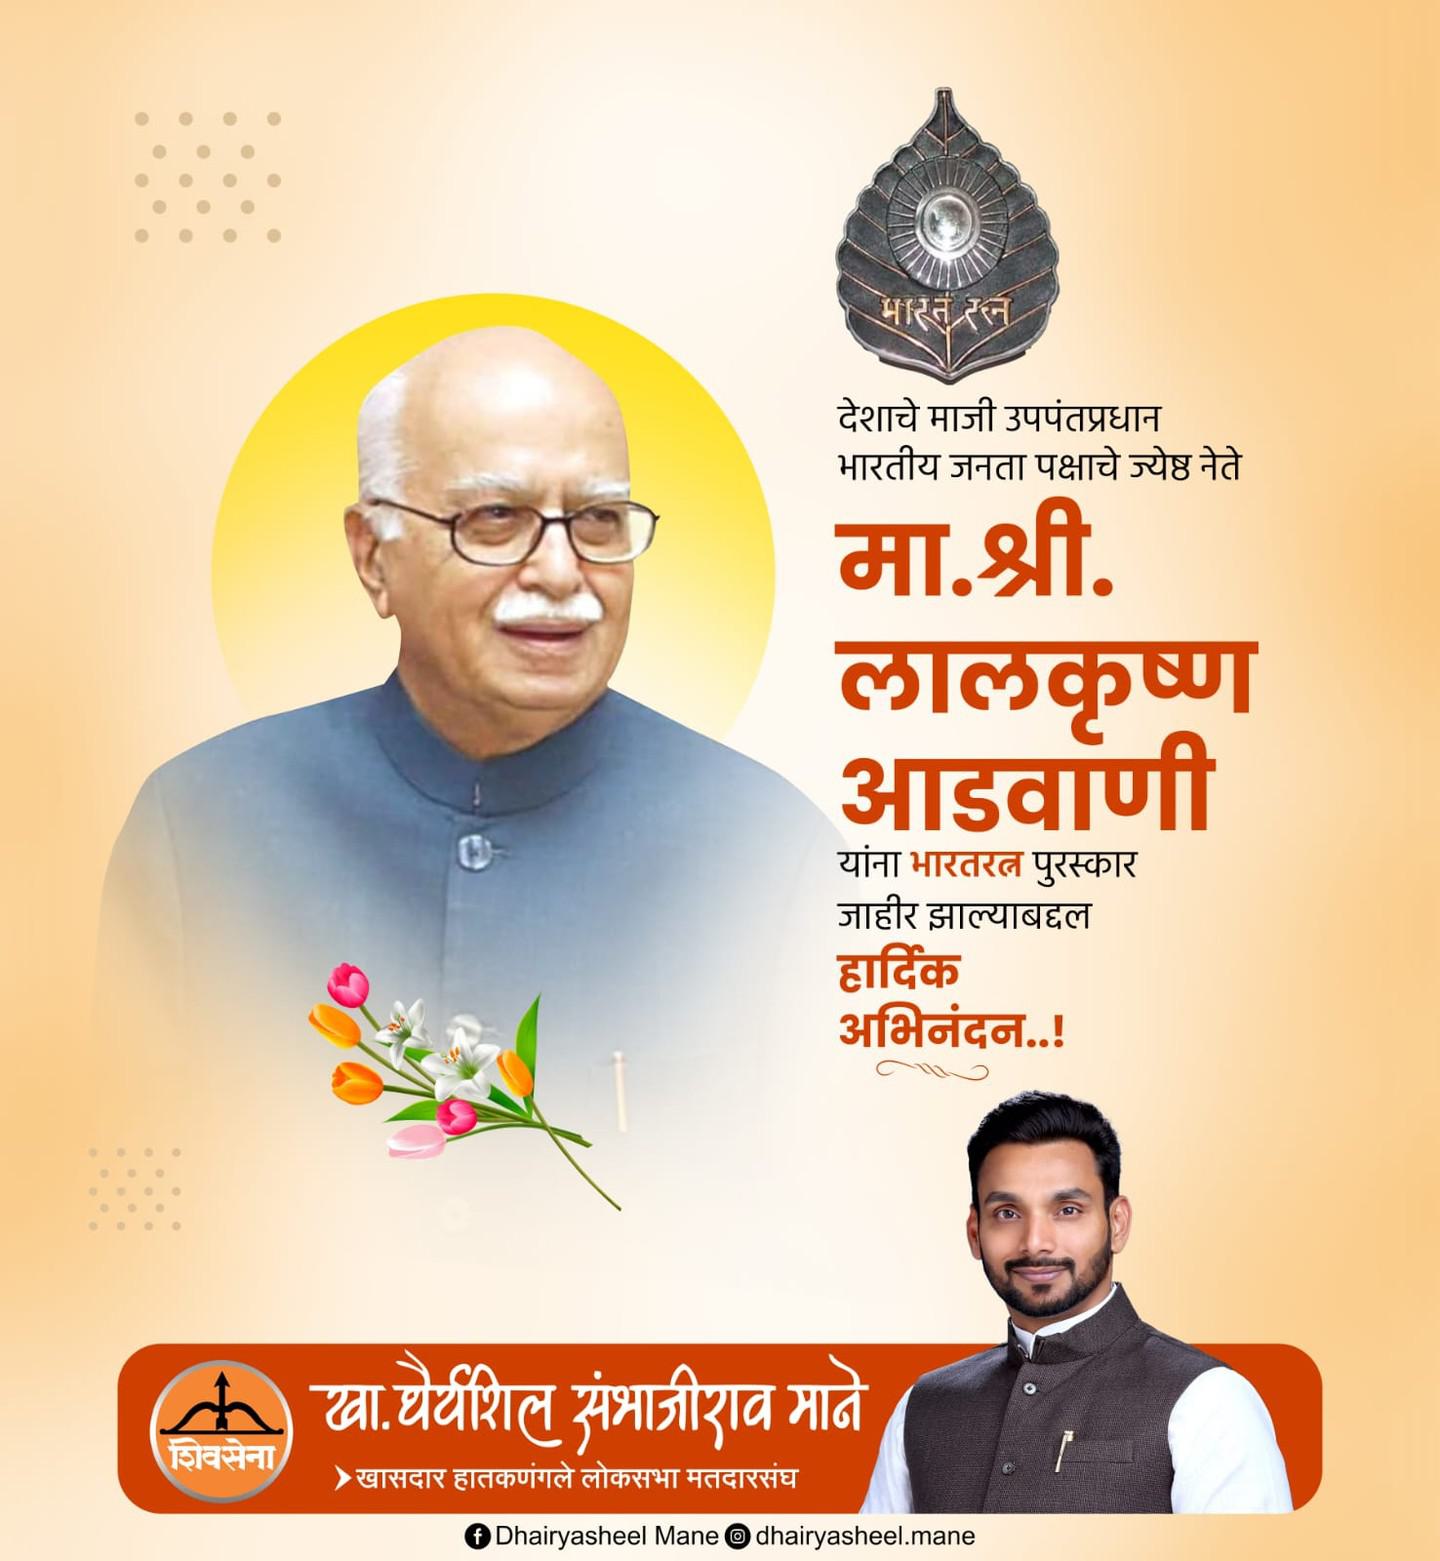 भारत रत्न
देशाचे माजी उपपंतप्रधान
भारतीय जनता पक्षाचे ज्येष्ठ नेते
मा.श्री.
लालकृष्ण
आडवाणी
यांना भारतरत्न पुरस्कार
जाहीर झाल्याबद्दल
हार्दिक
अभिनंदन..!
शिवसेना
खा. धैर्यशिल संभाजीराव माने
खासदार हातकणंगले लोकसभा मतदारसंघ
Dhairyasheel Mane dhairyasheel.mane